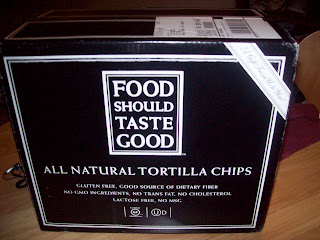 FOOD
SHOULD
TASTE
GOOD
ALL NATURAL TORTILLA CHIPS
GLUTEN FREE, GOOD SOURCE OF DIETARY FIBER
NO GMO INGREDIENTS, NO TRANS FAT, NO CHOLESTEROL
LACTOSE FREE, NO MSG